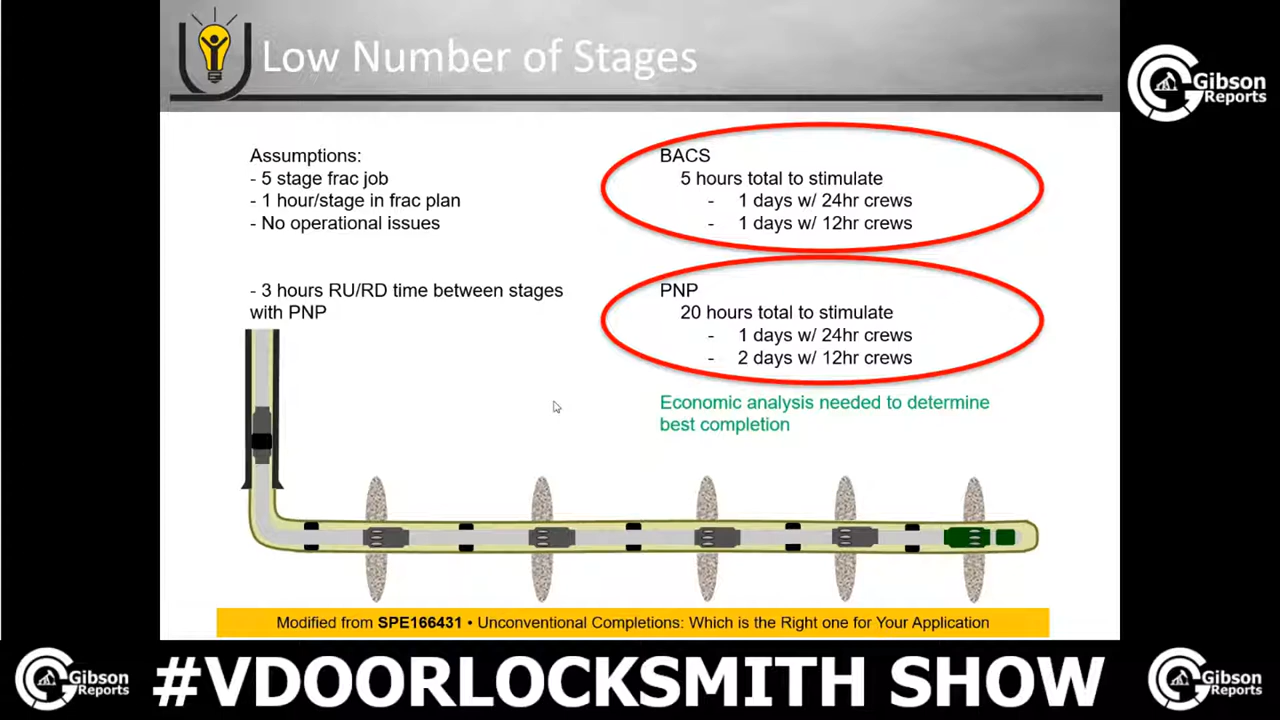 Low Number of Stages
Gibson
Reports
Assumptions:
- 5 stage frac job
- 1 hour/stage in frac plan
- No operational issues
- 3 hours RU/RD time between stages
with PNP
BACS
5 hours total to stimulate
- 1 days w/ 24hr crews
- 1 days w/ 12hr crews
PNP
20 hours total to stimulate
- 1 days w/ 24hr crews
- 2 days w/ 12hr crews
Economic analysis needed to determine
best completion
Modified from SPE166431 • Unconventional Completions: Which is the Right one for Your Application
Gibson
Reports
#VDOORLOCKSMITH SHOW
Gibson
Reports